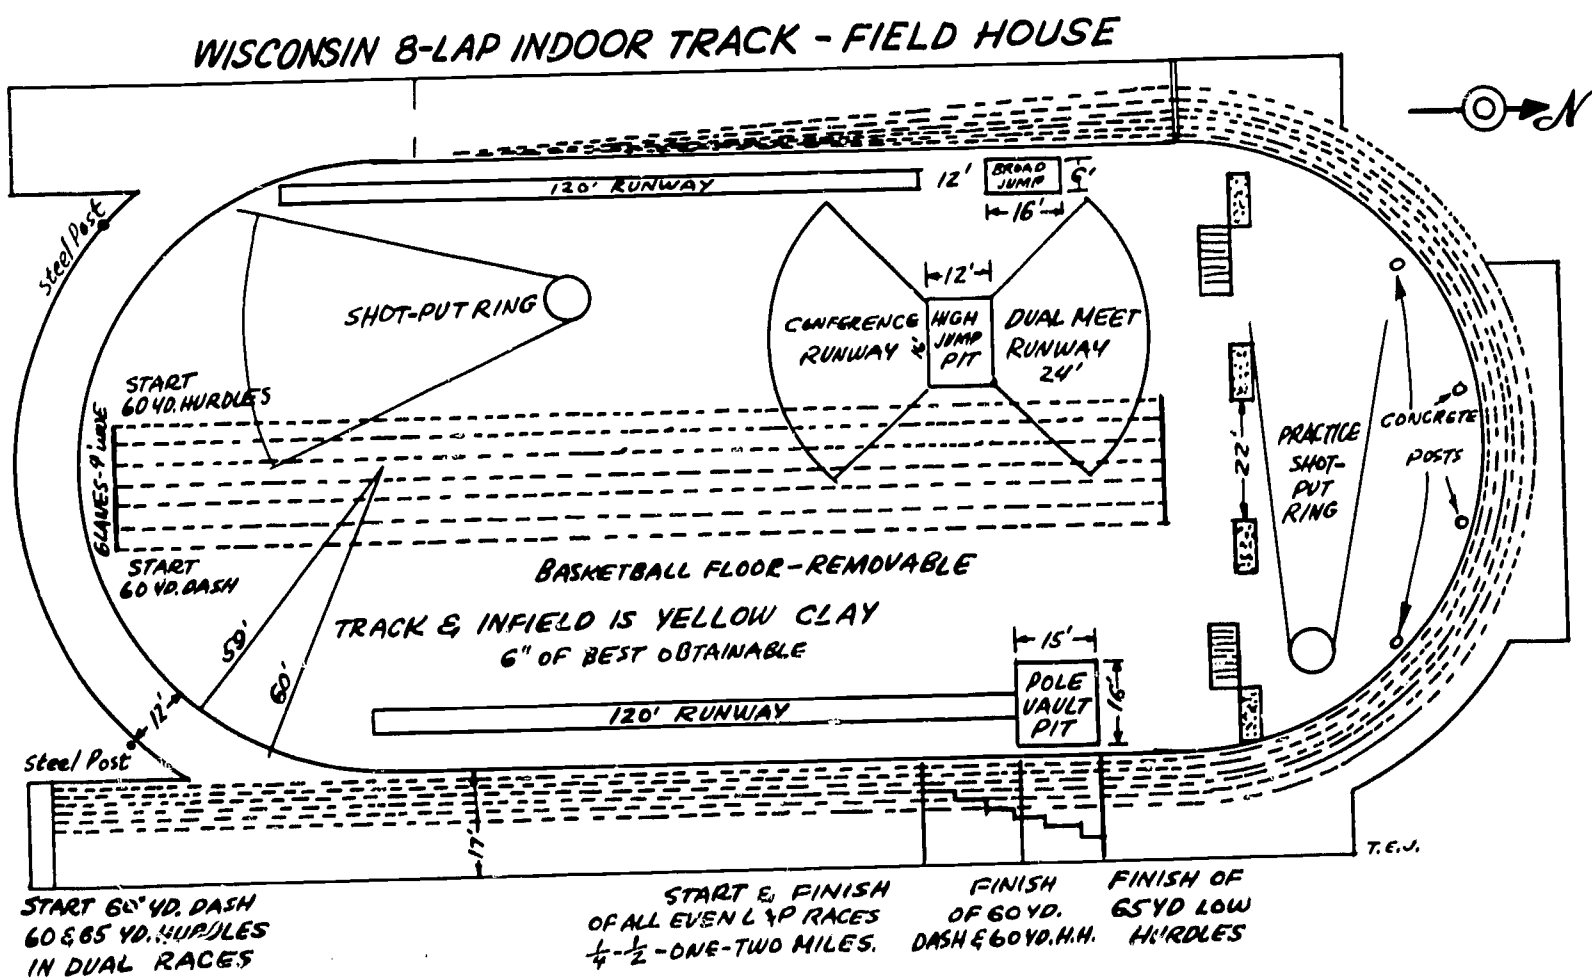 WISCONSIN 8-LAP INDOOR TRACK - FIELD HOUSE
N
120' RUNWAY
12'
BROAD
JUMP
6'
16'
Steel Post
SHOT-PUT RING
12'
CONFERENCE
RUNWAY
16'
HIGH
JUMP
PIT
DUAL MEET
RUNWAY
24'
START
60 YD. HURDLES
6 LANES-9' WIDE
START
60 YD. DASH
22'
PRACTICE
SHOT-
PUT
RING
CONCRETE
POSTS
BASKETBALL FLOOR-REMOVABLE
TRACK & INFIELD IS YELLOW CLAY
6" OF BEST OBTAINABLE
59'
60'
12'
Steel Post
120' RUNWAY
15'
POLE
VAULT
PIT
16'
17'
T.E.J.
START 60 YD. DASH
60 & 65 YD. HURDLES
IN DUAL RACES
START & FINISH
OF ALL EVEN LAP RACES
1/4-1/2-ONE-TWO MILES.
FINISH
OF 60 YD.
DASH & 60 YD. H.H.
FINISH OF
65 YD LOW
HURDLES